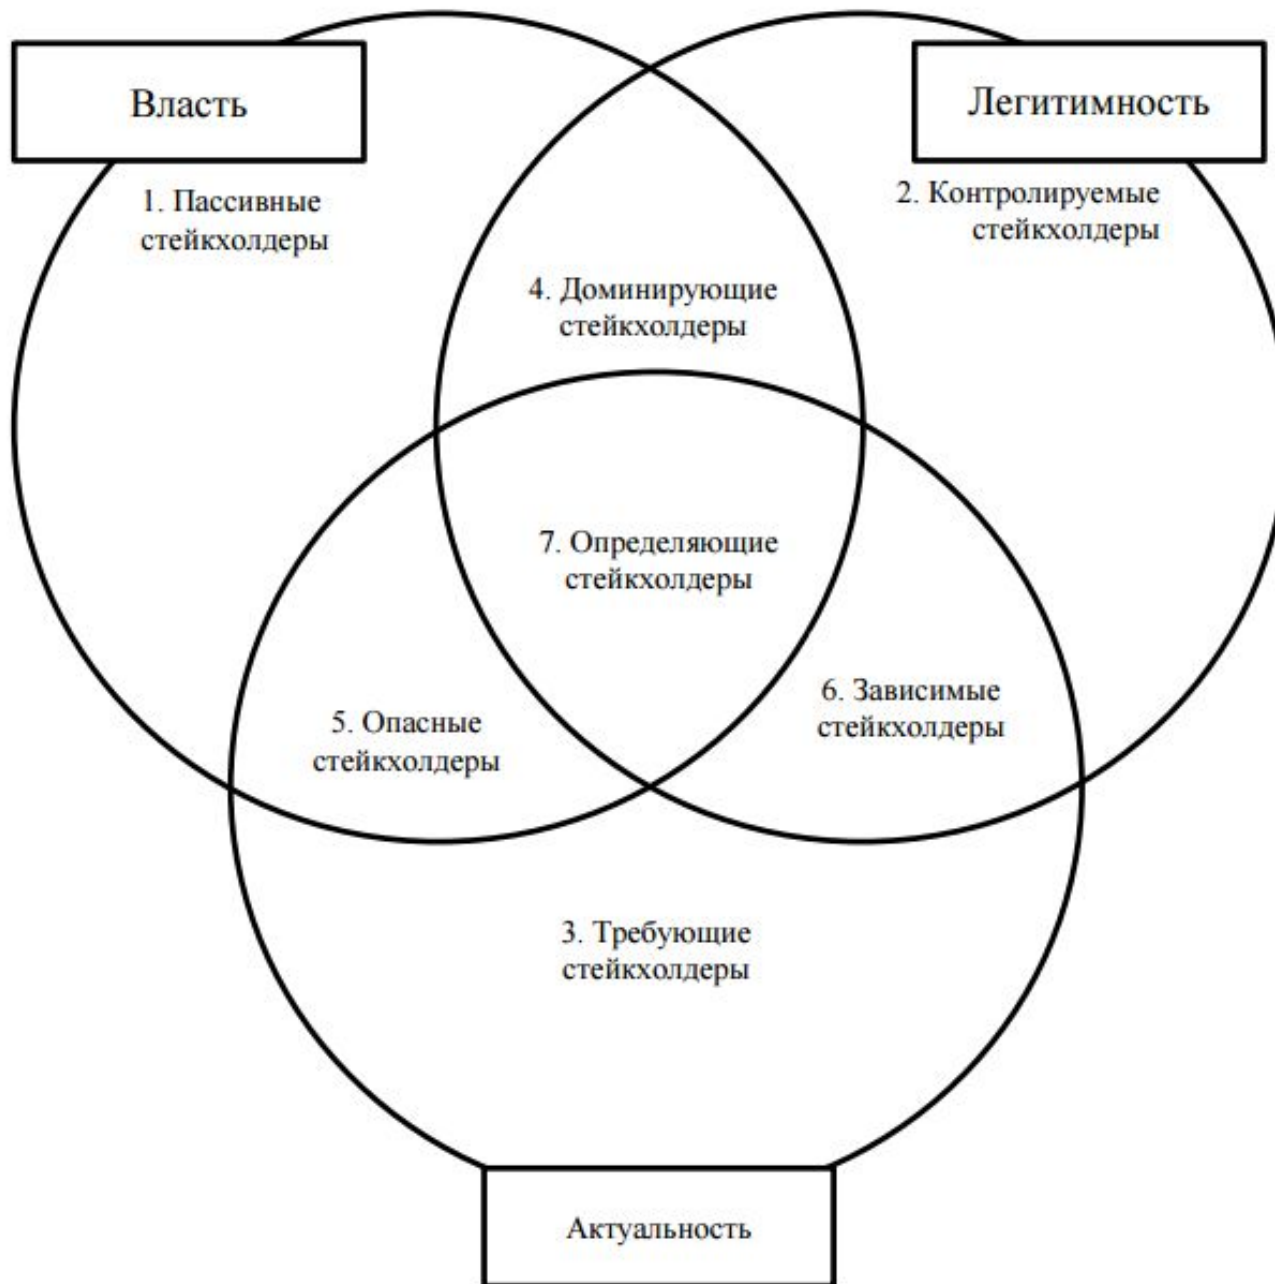 Власть
Легитимность
1. Пассивные
стейкхолдеры
2. Контролируемые
стейкхолдеры
4. Доминирующие
стейкхолдеры
7. Определяющие
стейкхолдеры
5. Опасные
стейкхолдеры
6. Зависимые
стейкхолдеры
3. Требующие
стейкхолдеры
Актуальность